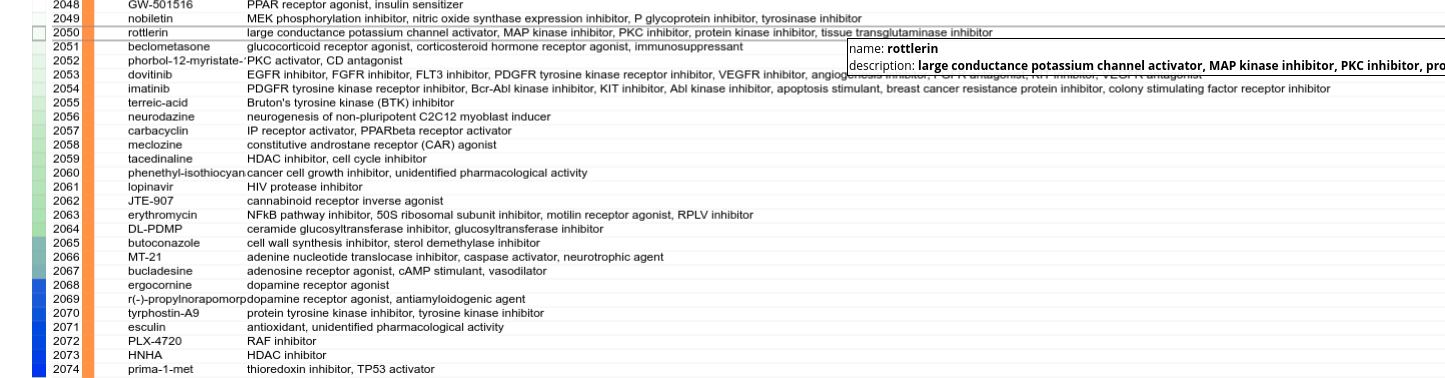 2048 GW-501516 PPAR receptor agonist, insulin sensitizer
2049 nobiletin MEK phosphorylation inhibitor, nitric oxide synthase expression inhibitor, P glycoprotein inhibitor, tyrosinase inhibitor
2050 rottlerin large conductance potassium channel activator, MAP kinase inhibitor, PKC inhibitor, protein kinase inhibitor, tissue transglutaminase inhibitor
2051 beclometasone glucocorticoid receptor agonist, corticosteroid hormone receptor agonist, immunosuppressant
name: rottlerin
2052 phorbol-12-myristate- PKC activator, CD antagonist
description: large conductance potassium channel activator, MAP kinase inhibitor, PKC inhibitor, pro
2053 dovitinib EGFR inhibitor, FGFR inhibitor, FLT3 inhibitor, PDGFR tyrosine kinase receptor inhibitor, VEGFR inhibitor,
2054 imatinib PDGFR tyrosine kinase receptor inhibitor, Bcr-Abl kinase inhibitor, KIT inhibitor, Abl kinase inhibitor, apoptosis stimulant, breast cancer resistance protein inhibitor, colony stimulating factor receptor inhibitor
2055 terreic-acid Bruton's tyrosine kinase (BTK) inhibitor
2056 neurodazine neurogenesis of non-pluripotent C2C12 myoblast inducer
2057 carbacyclin IP receptor activator, PPARbeta receptor activator
2058 meclozine constitutive androstane receptor (CAR) agonist
2059 tacedinaline HDAC inhibitor, cell cycle inhibitor
2060 phenethyl-isothiocyan cancer cell growth inhibitor, unidentified pharmacological activity
2061 lopinavir HIV protease inhibitor
2062 JTE-907 cannabinoid receptor inverse agonist
2063 erythromycin NFkB pathway inhibitor, 50S ribosomal subunit inhibitor, motilin receptor agonist, RPLV inhibitor
2064 DL-PDMP ceramide glucosyltransferase inhibitor, glucosyltransferase inhibitor
2065 butoconazole cell wall synthesis inhibitor, sterol demethylase inhibitor
2066 MT-21 adenine nucleotide translocase inhibitor, caspase activator, neurotrophic agent
2067 bucladesine adenosine receptor agonist, cAMP stimulant, vasodilator
2068 ergocornine dopamine receptor agonist
2069 r(-)-propylnorapomorp dopamine receptor agonist, antiamyloidogenic agent
2070 tyrphostin-A9 protein tyrosine kinase inhibitor, tyrosine kinase inhibitor
2071 esculin antioxidant, unidentified pharmacological activity
2072 PLX-4720 RAF inhibitor
2073 HNHA HDAC inhibitor
2074 prima-1-met thioredoxin inhibitor, TP53 activator